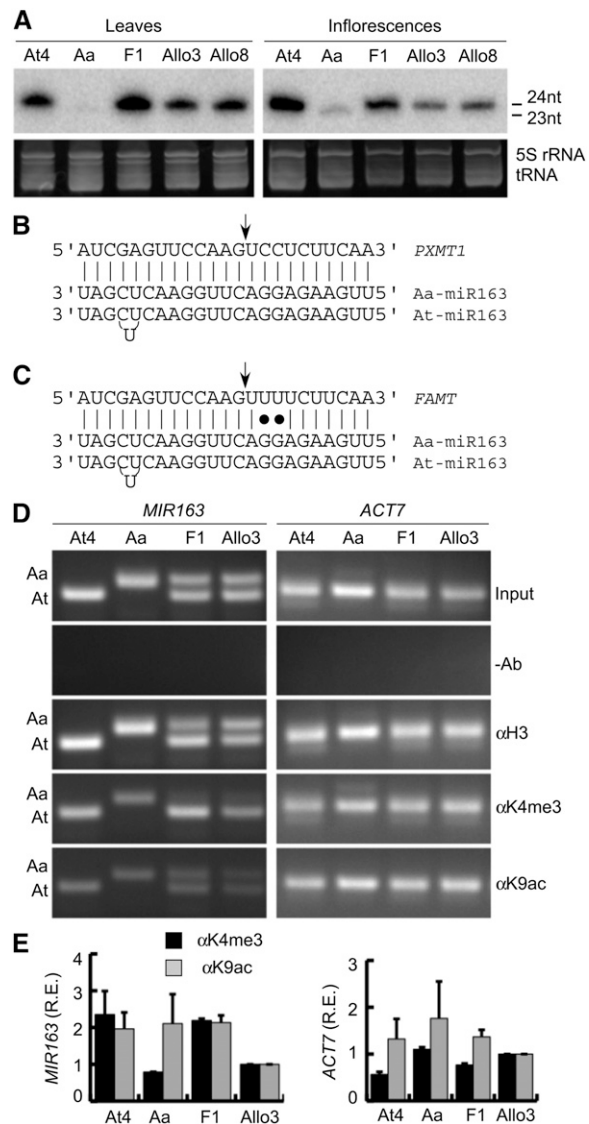 A
Leaves Inflorescences
At4 Aa F1 Allo3 Allo8 At4 Aa F1 Allo3 Allo8
24nt
23nt
5S rRNA
tRNA
B
5'AUCGAGUUCCAAGUCCUCUUCAA3' PXMT1
3'UAGCUCAAGGUUCAGGAGAAGUU5' Aa-miR163
3'UAGCUCAAGGUUCAGGAGAAGUU5' At-miR163
U
C
5'AUCGAGUUCCAAGUUUUCUUCAA3' FAMT
3'UAGCUCAAGGUUCAGGAGAAGUU5' Aa-miR163
3'UAGCUCAAGGUUCAGGAGAAGUU5' At-miR163
U
D
MIR163 ACT7
At4 Aa F1 Allo3 At4 Aa F1 Allo3
Aa
At
Input
-Ab
Aa
At
αH3
Aa
At
αK4me3
Aa
At
αK9ac
E
αK4me3
αK9ac
MIR163 (R.E.)
4
3
2
1
0
At4 Aa F1 Allo3
ACT7 (R.E.)
3
2
1
0
At4 Aa F1 Allo3